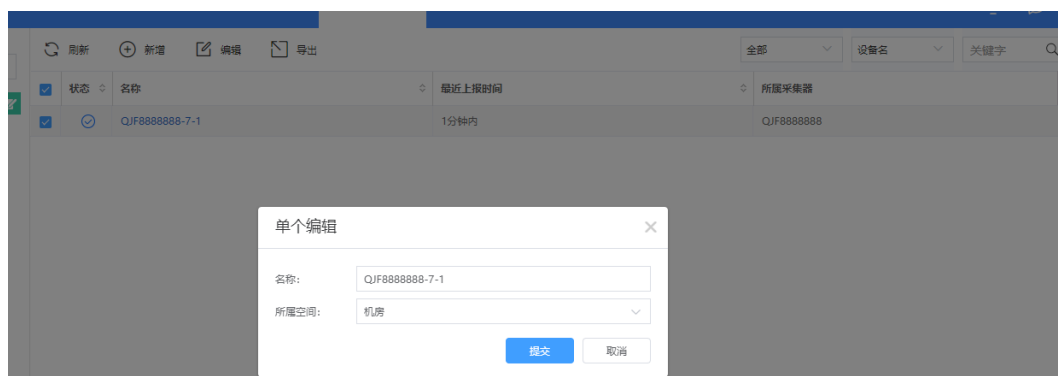 刷新 新增 编辑 导出 全部 设备名 关键字
状态 名称 最近上报时间 所属采集器
QJF8888888-7-1 1分钟内 QJF8888888
单个编辑
名称: QJF8888888-7-1
所属空间: 机房
提交 取消